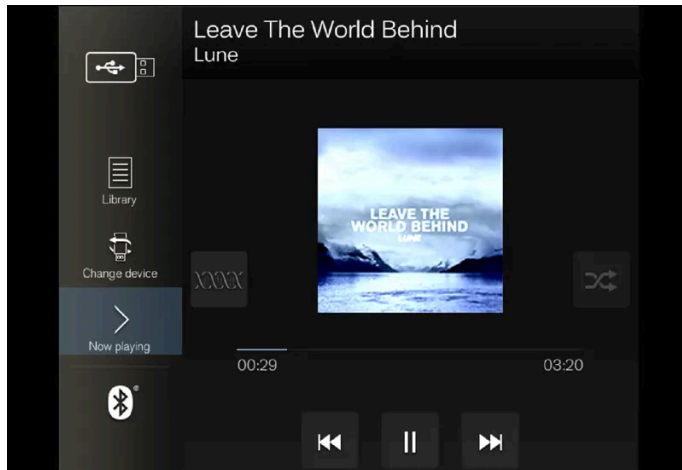 Leave The World Behind
Lune
Library
Change device
Now playing
LEAVE THE
WORLD BEHIND
LUNE
XXXX
00:29
03:20